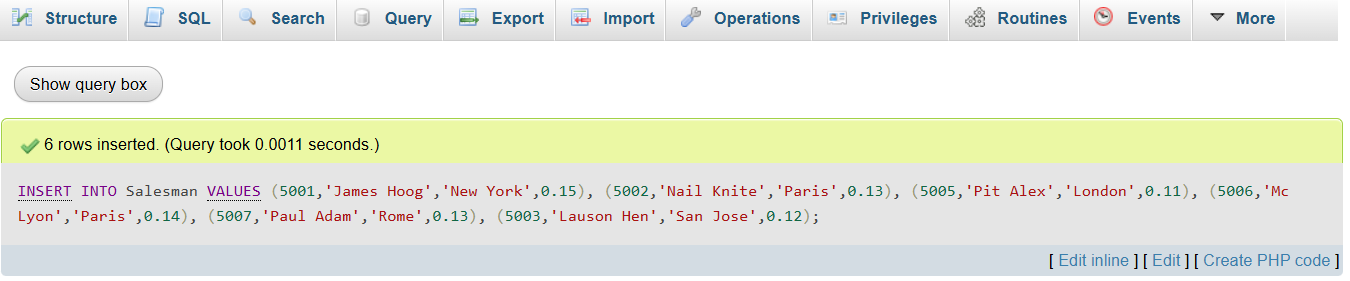 Structure SQL Search Query Export Import Operations Privileges Routines Events More
Show query box
6 rows inserted. (Query took 0.0011 seconds.)
INSERT INTO Salesman VALUES (5001,'James Hoog','New York',0.15), (5002,'Nail Knite','Paris',0.13), (5005,'Pit Alex','London',0.11), (5006,'Mc
Lyon','Paris',0.14), (5007,'Paul Adam','Rome',0.13), (5003,'Lauson Hen','San Jose',0.12);
[ Edit inline ] [ Edit ] [ Create PHP code ]